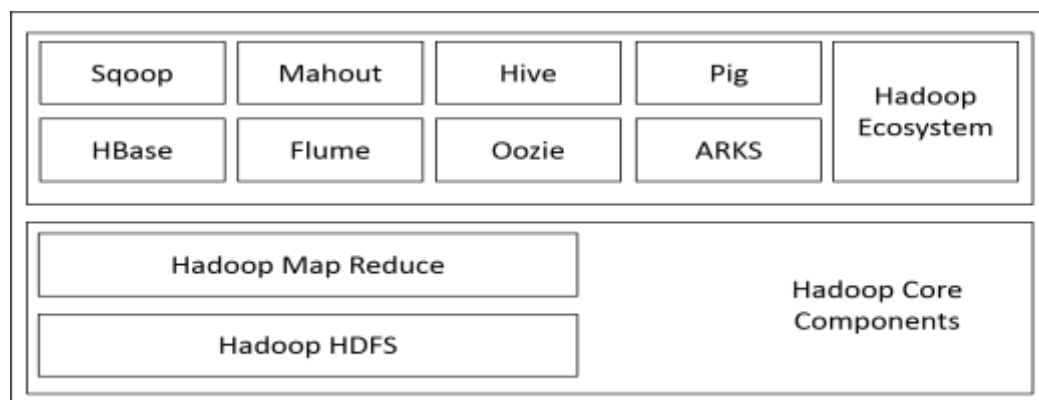 Sqoop
Mahout
Hive
Pig
Hadoop
Ecosystem
HBase
Flume
Oozie
ARKS
Hadoop Map Reduce
Hadoop HDFS
Hadoop Core
Components